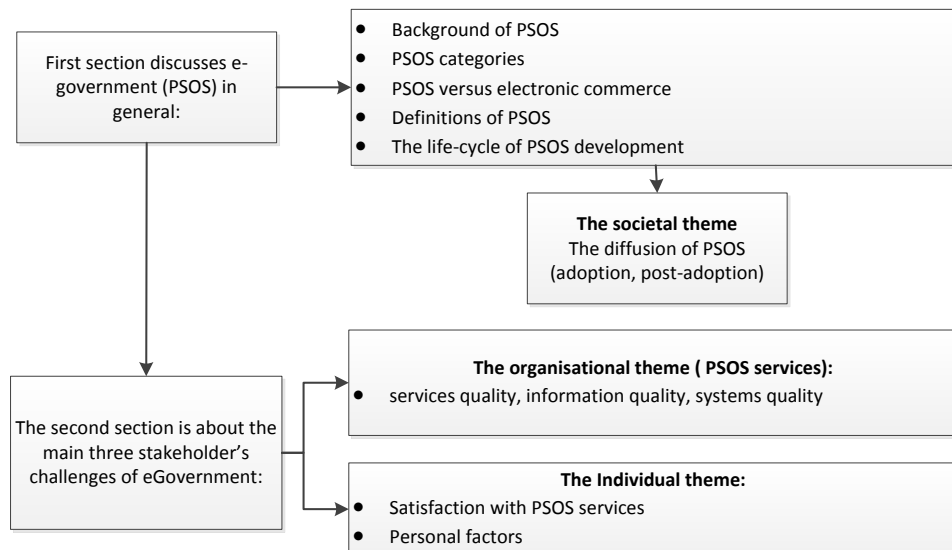 First section discusses e-
government (PSOS) in
general:
● Background of PSOS
● PSOS categories
● PSOS versus electronic commerce
● Definitions of PSOS
● The life-cycle of PSOS development
The societal theme
The diffusion of PSOS
(adoption, post-adoption)
The second section is about the
main three stakeholder’s
challenges of eGovernment:
The organisational theme ( PSOS services):
● services quality, information quality, systems quality
The Individual theme:
● Satisfaction with PSOS services
● Personal factors